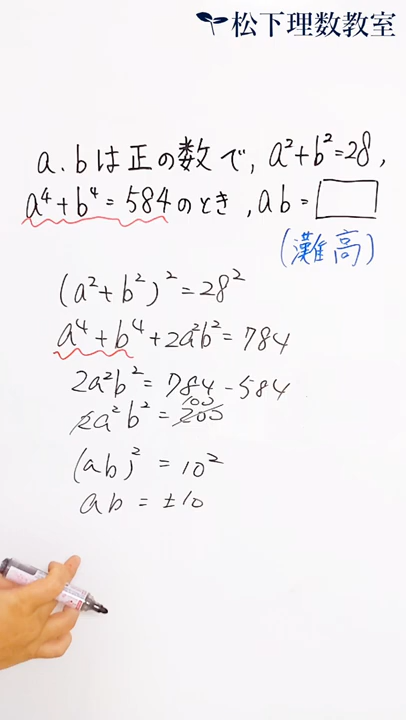 松下理数教室
a、bは正の数で、a²+b²=28、
a⁴+b⁴=584のとき、ab=
(灘高)
(a²+b²)²=28²
a⁴+b⁴+2a²b²=784
2a²b²=784-584
100
2a²b²=200
(ab)²=10²
ab=±10